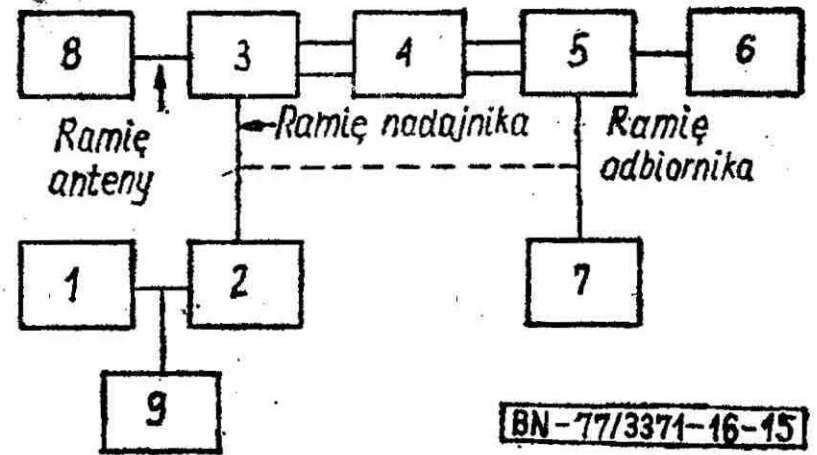 8 3 4 5 6
Ramię anteny
Ramię nadajnika
Ramię odbiornika
1 2 7
9
BN-77/3371-16-15